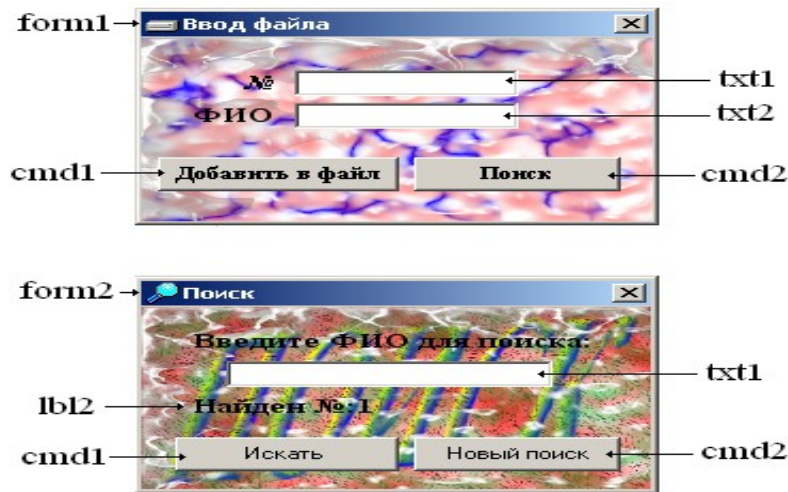 form1 Ввод файла
№ txt1
ФИО txt2
cmd1 Добавить в файл Поиск cmd2
form2 Поиск
Введите ФИО для поиска:
txt1
lbl2 Найден №:1
cmd1 Искать Новый поиск cmd2